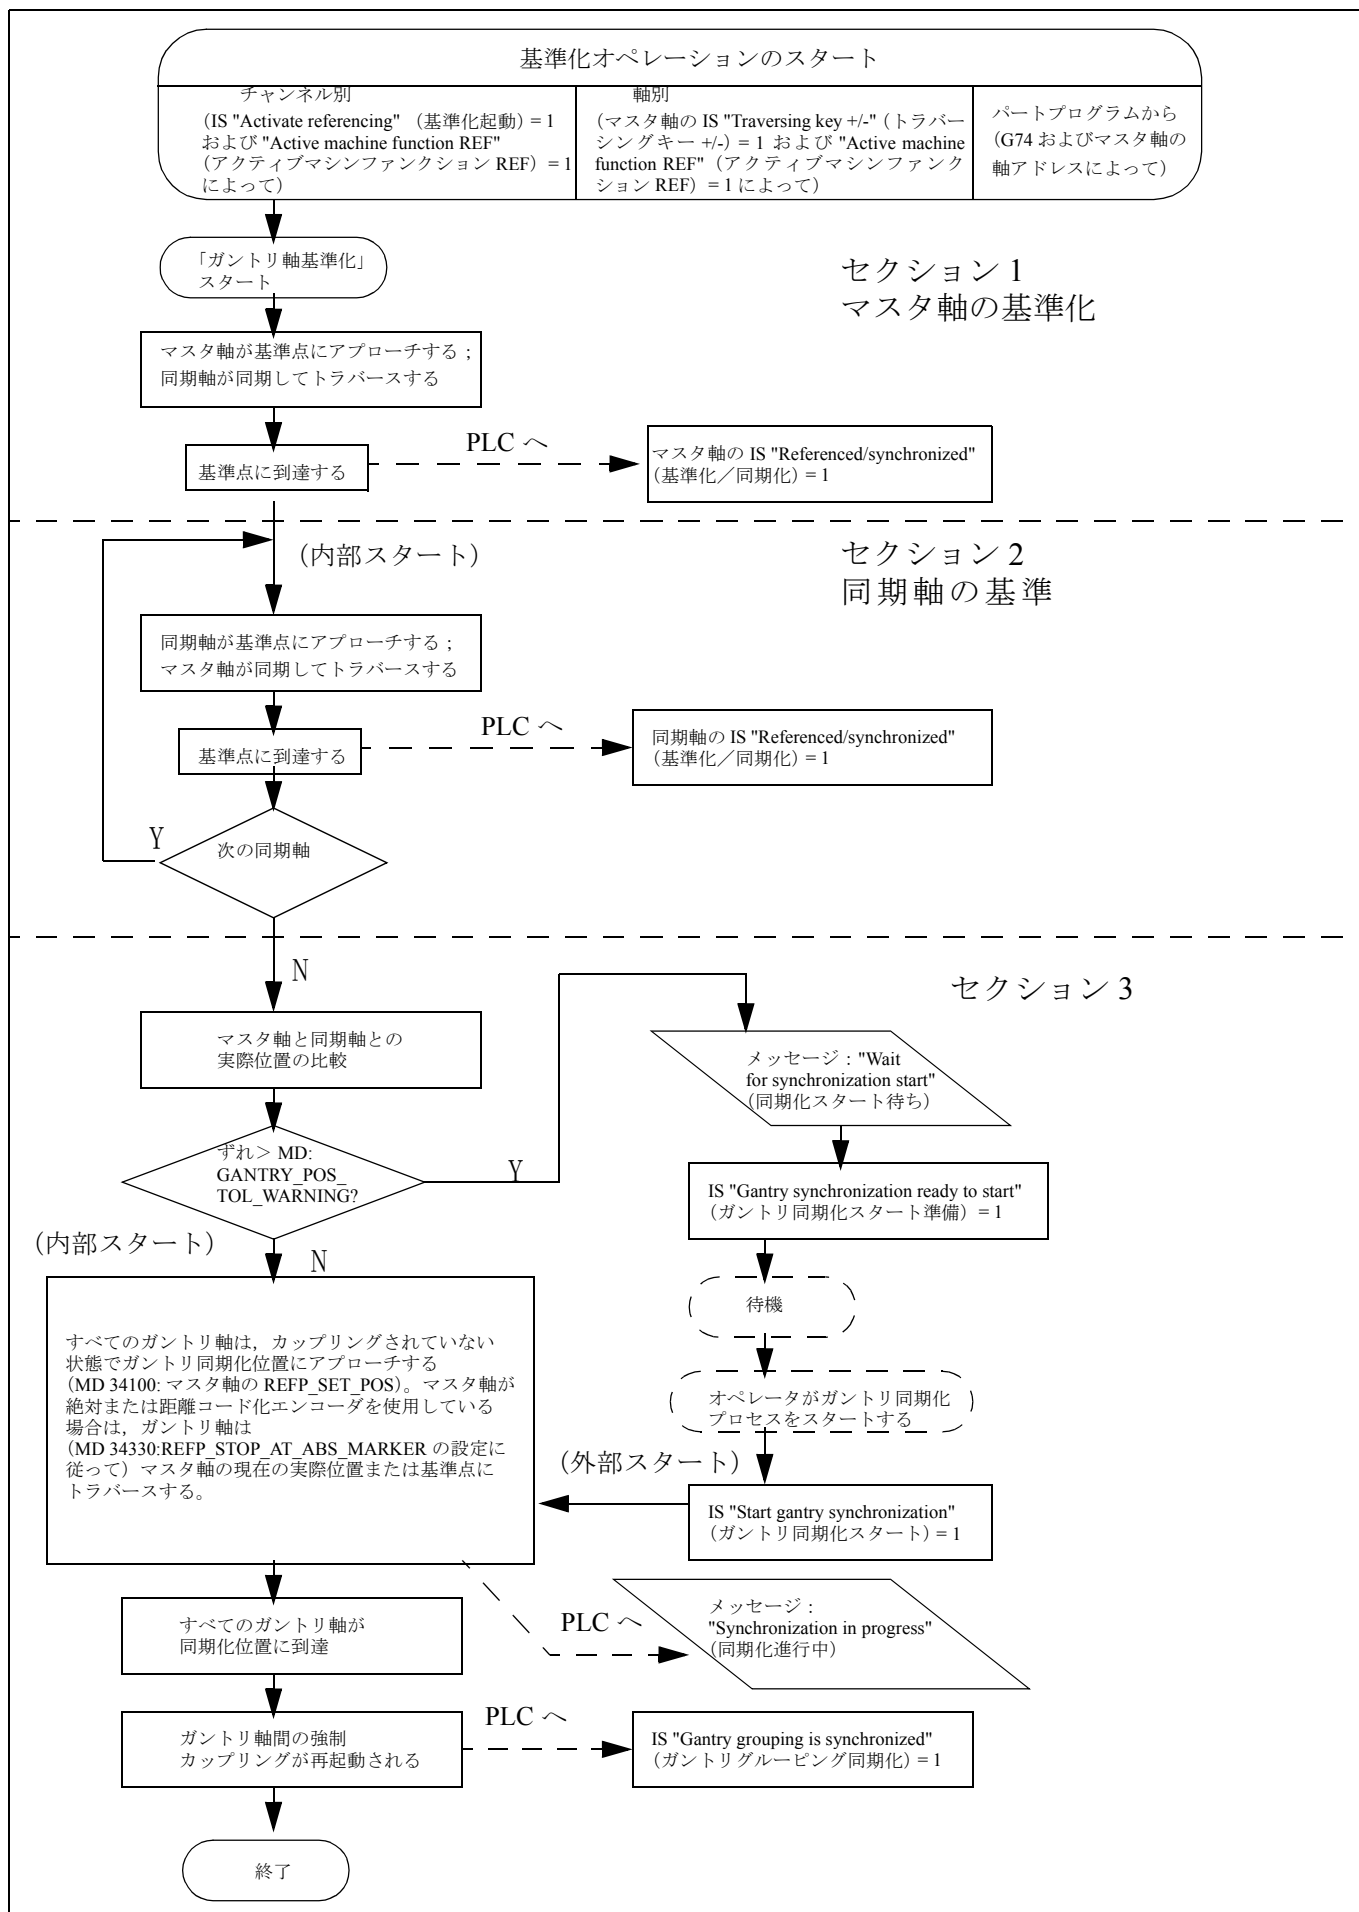 基準化オペレーションのスタート
チャンネル別
（IS "Activate referencing" （基準化起動）= 1
および "Active machine function REF"
（アクティブマシンファンクション REF）= 1
によって）
軸別
（マスタ軸の IS "Traversing key +/-"（トラバー
シングキー +/-）= 1 および "Active machine
function REF"（アクティブマシンファンク
ション REF）= 1 によって）
パートプログラムから
（G74 およびマスタ軸の
軸アドレスによって）
「ガントリ軸基準化」
スタート
セクション 1
マスタ軸の基準化
マスタ軸が基準点にアプローチする；
同期軸が同期してトラバースする
基準点に到達する
PLC へ
マスタ軸の IS "Referenced/synchronized"
（基準化／同期化）= 1
（内部スタート）
セクション 2
同期軸の基準
同期軸が基準点にアプローチする；
マスタ軸が同期してトラバースする
基準点に到達する
PLC へ
同期軸の IS "Referenced/synchronized"
（基準化／同期化）= 1
Y
次の同期軸
N
セクション 3
マスタ軸と同期軸との
実際位置の比較
メッセージ："Wait
for synchronization start"
（同期化スタート待ち）
ずれ＞ MD:
GANTRY_POS_
TOL_WARNING?
Y
IS "Gantry synchronization ready to start"
（ガントリ同期化スタート準備）= 1
（内部スタート）
N
待機
すべてのガントリ軸は，カップリングされていない
状態でガントリ同期化位置にアプローチする
（MD 34100: マスタ軸の REFP_SET_POS）。マスタ軸が
絶対または距離コード化エンコーダを使用している
場合は，ガントリ軸は
（MD 34330:REFP_STOP_AT_ABS_MARKER の設定に
従って）マスタ軸の現在の実際位置または基準点に
トラバースする。
オペレータがガントリ同期化
プロセスをスタートする
（外部スタート）
IS "Start gantry synchronization"
（ガントリ同期化スタート）= 1
すべてのガントリ軸が
同期化位置に到達
PLC へ
メッセージ：
"Synchronization in progress"
（同期化進行中）
ガントリ軸間の強制
カップリングが再起動される
PLC へ
IS "Gantry grouping is synchronized"
（ガントリグルーピング同期化）= 1
終了